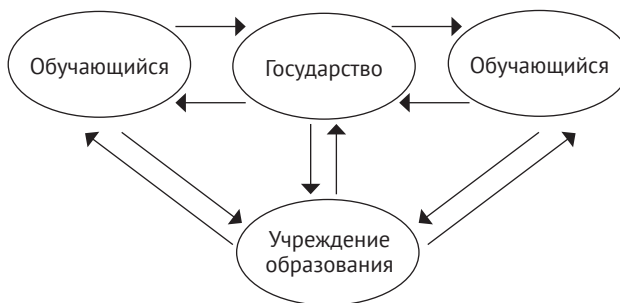 Обучающийся
Государство
Обучающийся
Учреждение
образования